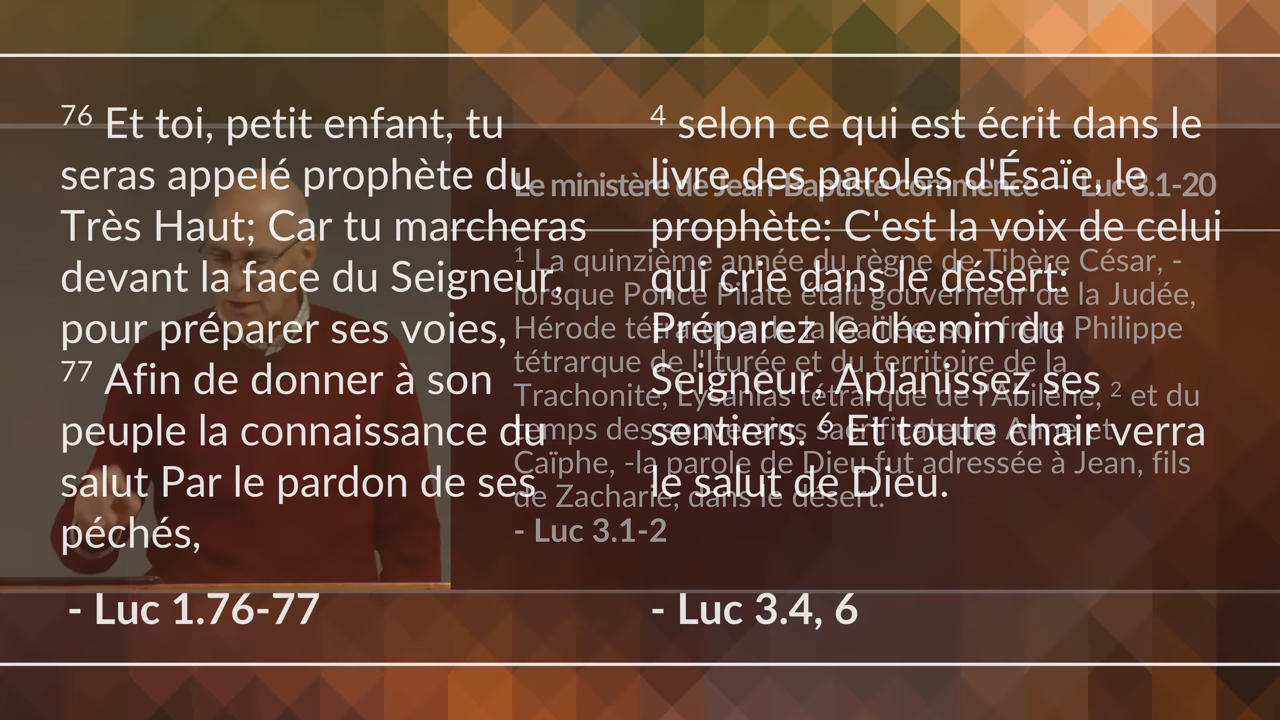 76 Et toi, petit enfant, tu
seras appelé prophète du
Très Haut; Car tu marcheras
devant la face du Seigneur,
pour préparer ses voies,
77 Afin de donner à son
peuple la connaissance du
salut Par le pardon de ses
péchés,
- Luc 1.76-77
4 selon ce qui est écrit dans le
livre des paroles d'Ésaïe, le
prophète: C'est la voix de celui
qui crie dans le désert:
Préparez le chemin du
Seigneur, Aplanissez ses
sentiers. 6 Et toute chair verra
le salut de Dieu.
- Luc 3.4, 6
Le ministère de Jean-Baptiste commence - Luc 3.1-20
1 La quinzième année du règne de Tibère César, -
lorsque Ponce Pilate était gouverneur de la Judée,
Hérode tétrarque de la Galilée, son frère Philippe
tétrarque de l'Iturée et du territoire de la
Trachonite, Lysanias tétrarque de l'Abilène, 2 et du
temps des souverains sacrificateurs Anne et
Caïphe, -la parole de Dieu fut adressée à Jean, fils
de Zacharie, dans le désert.
- Luc 3.1-2